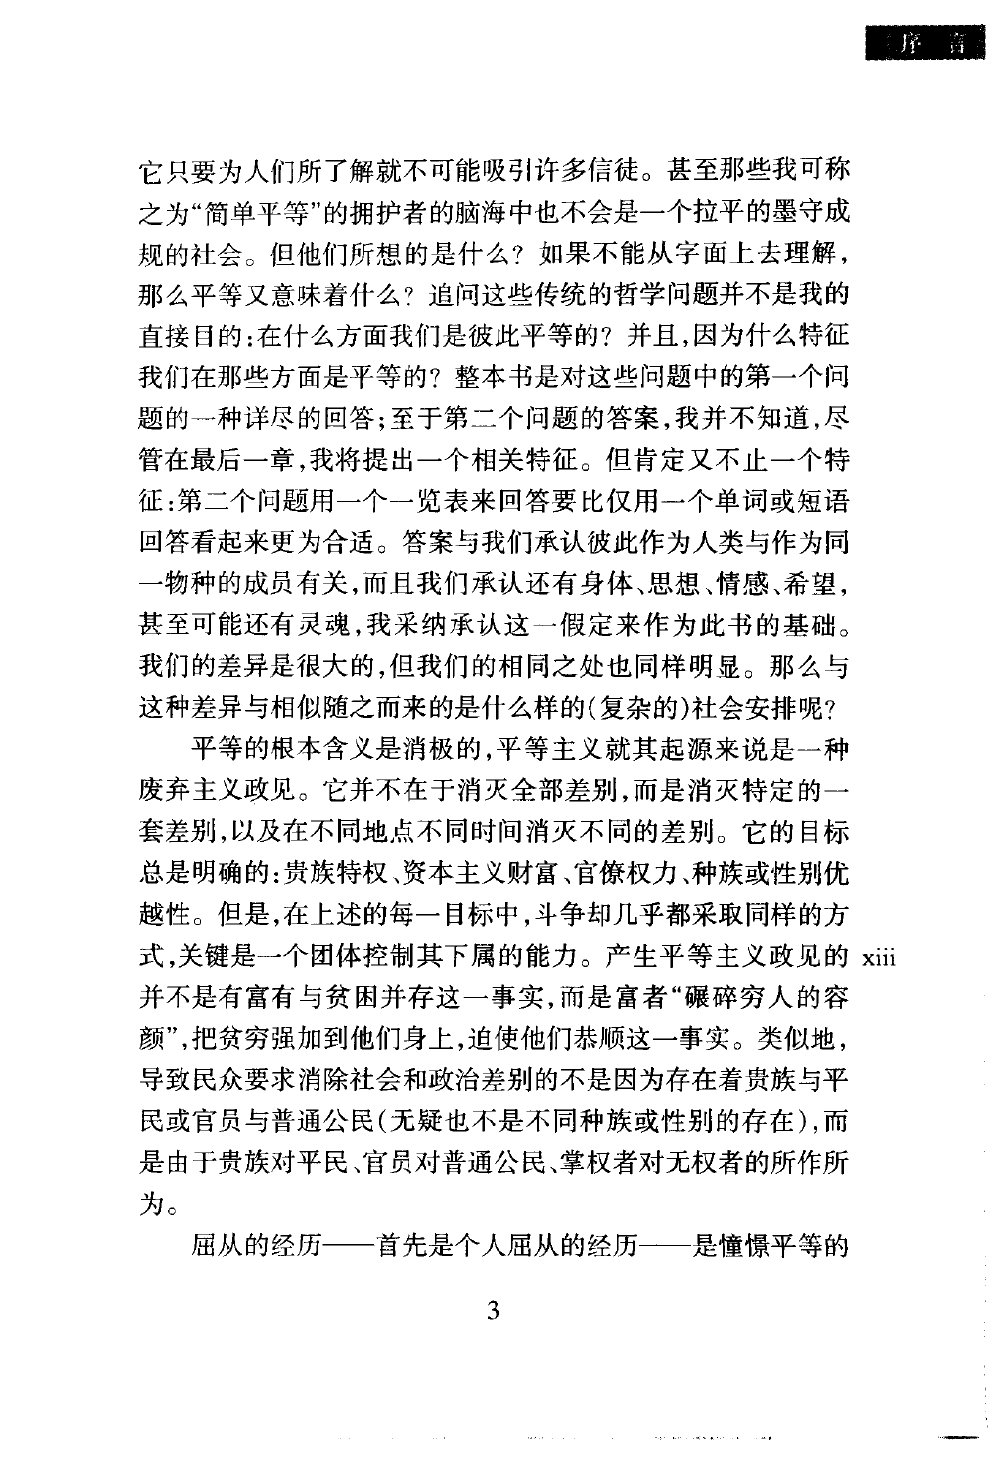 序言
它只要为人们所了解就不可能吸引许多信徒。甚至那些我可称
之为“简单平等”的拥护者的脑海中也不会是一个拉平的墨守成
规的社会。但他们所想的是什么？如果不能从字面上去理解，
那么平等又意味着什么？追问这些传统的哲学问题并不是我的
直接目的：在什么方面我们是彼此平等的？并且，因为什么特征
我们在那些方面是平等的？整本书是对这些问题中的第一个问
题的一种详尽的回答；至于第二个问题的答案，我并不知道，尽
管在最后一章，我将提出一个相关特征。但肯定又不止一个特
征：第二个问题用一个一览表来回答要比仅用一个单词或短语
回答看起来更为合适。答案与我们承认彼此作为人类与作为同
一物种的成员有关，而且我们承认还有身体、思想、情感、希望，
甚至可能还有灵魂，我采纳承认这一假定来作为此书的基础。
我们的差异是很大的，但我们的相同之处也同样明显。那么与
这种差异与相似随之而来的是什么样的（复杂的）社会安排呢？
平等的根本含义是消极的，平等主义就其起源来说是一种
废弃主义政见。它并不在于消灭全部差别，而是消灭特定的一
套差别，以及在不同地点不同时间消灭不同的差别。它的目标
总是明确的：贵族特权、资本主义财富、官僚权力、种族或性别优
越性。但是，在上述的每一目标中，斗争却几乎都采取同样的方
式，关键是一个团体控制其下属的能力。产生平等主义政见的 xiii
并不是有富有与贫困并存这一事实，而是富者“碾碎穷人的容
颜”，把贫穷强加到他们身上，迫使他们恭顺这一事实。类似地，
导致民众要求消除社会和政治差别的不是因为存在着贵族与平
民或官员与普通公民（无疑也不是不同种族或性别的存在），而
是由于贵族对平民、官员对普通公民、掌权者对无权者的所作所
为。
屈从的经历——首先是个人屈从的经历——是憧憬平等的
3